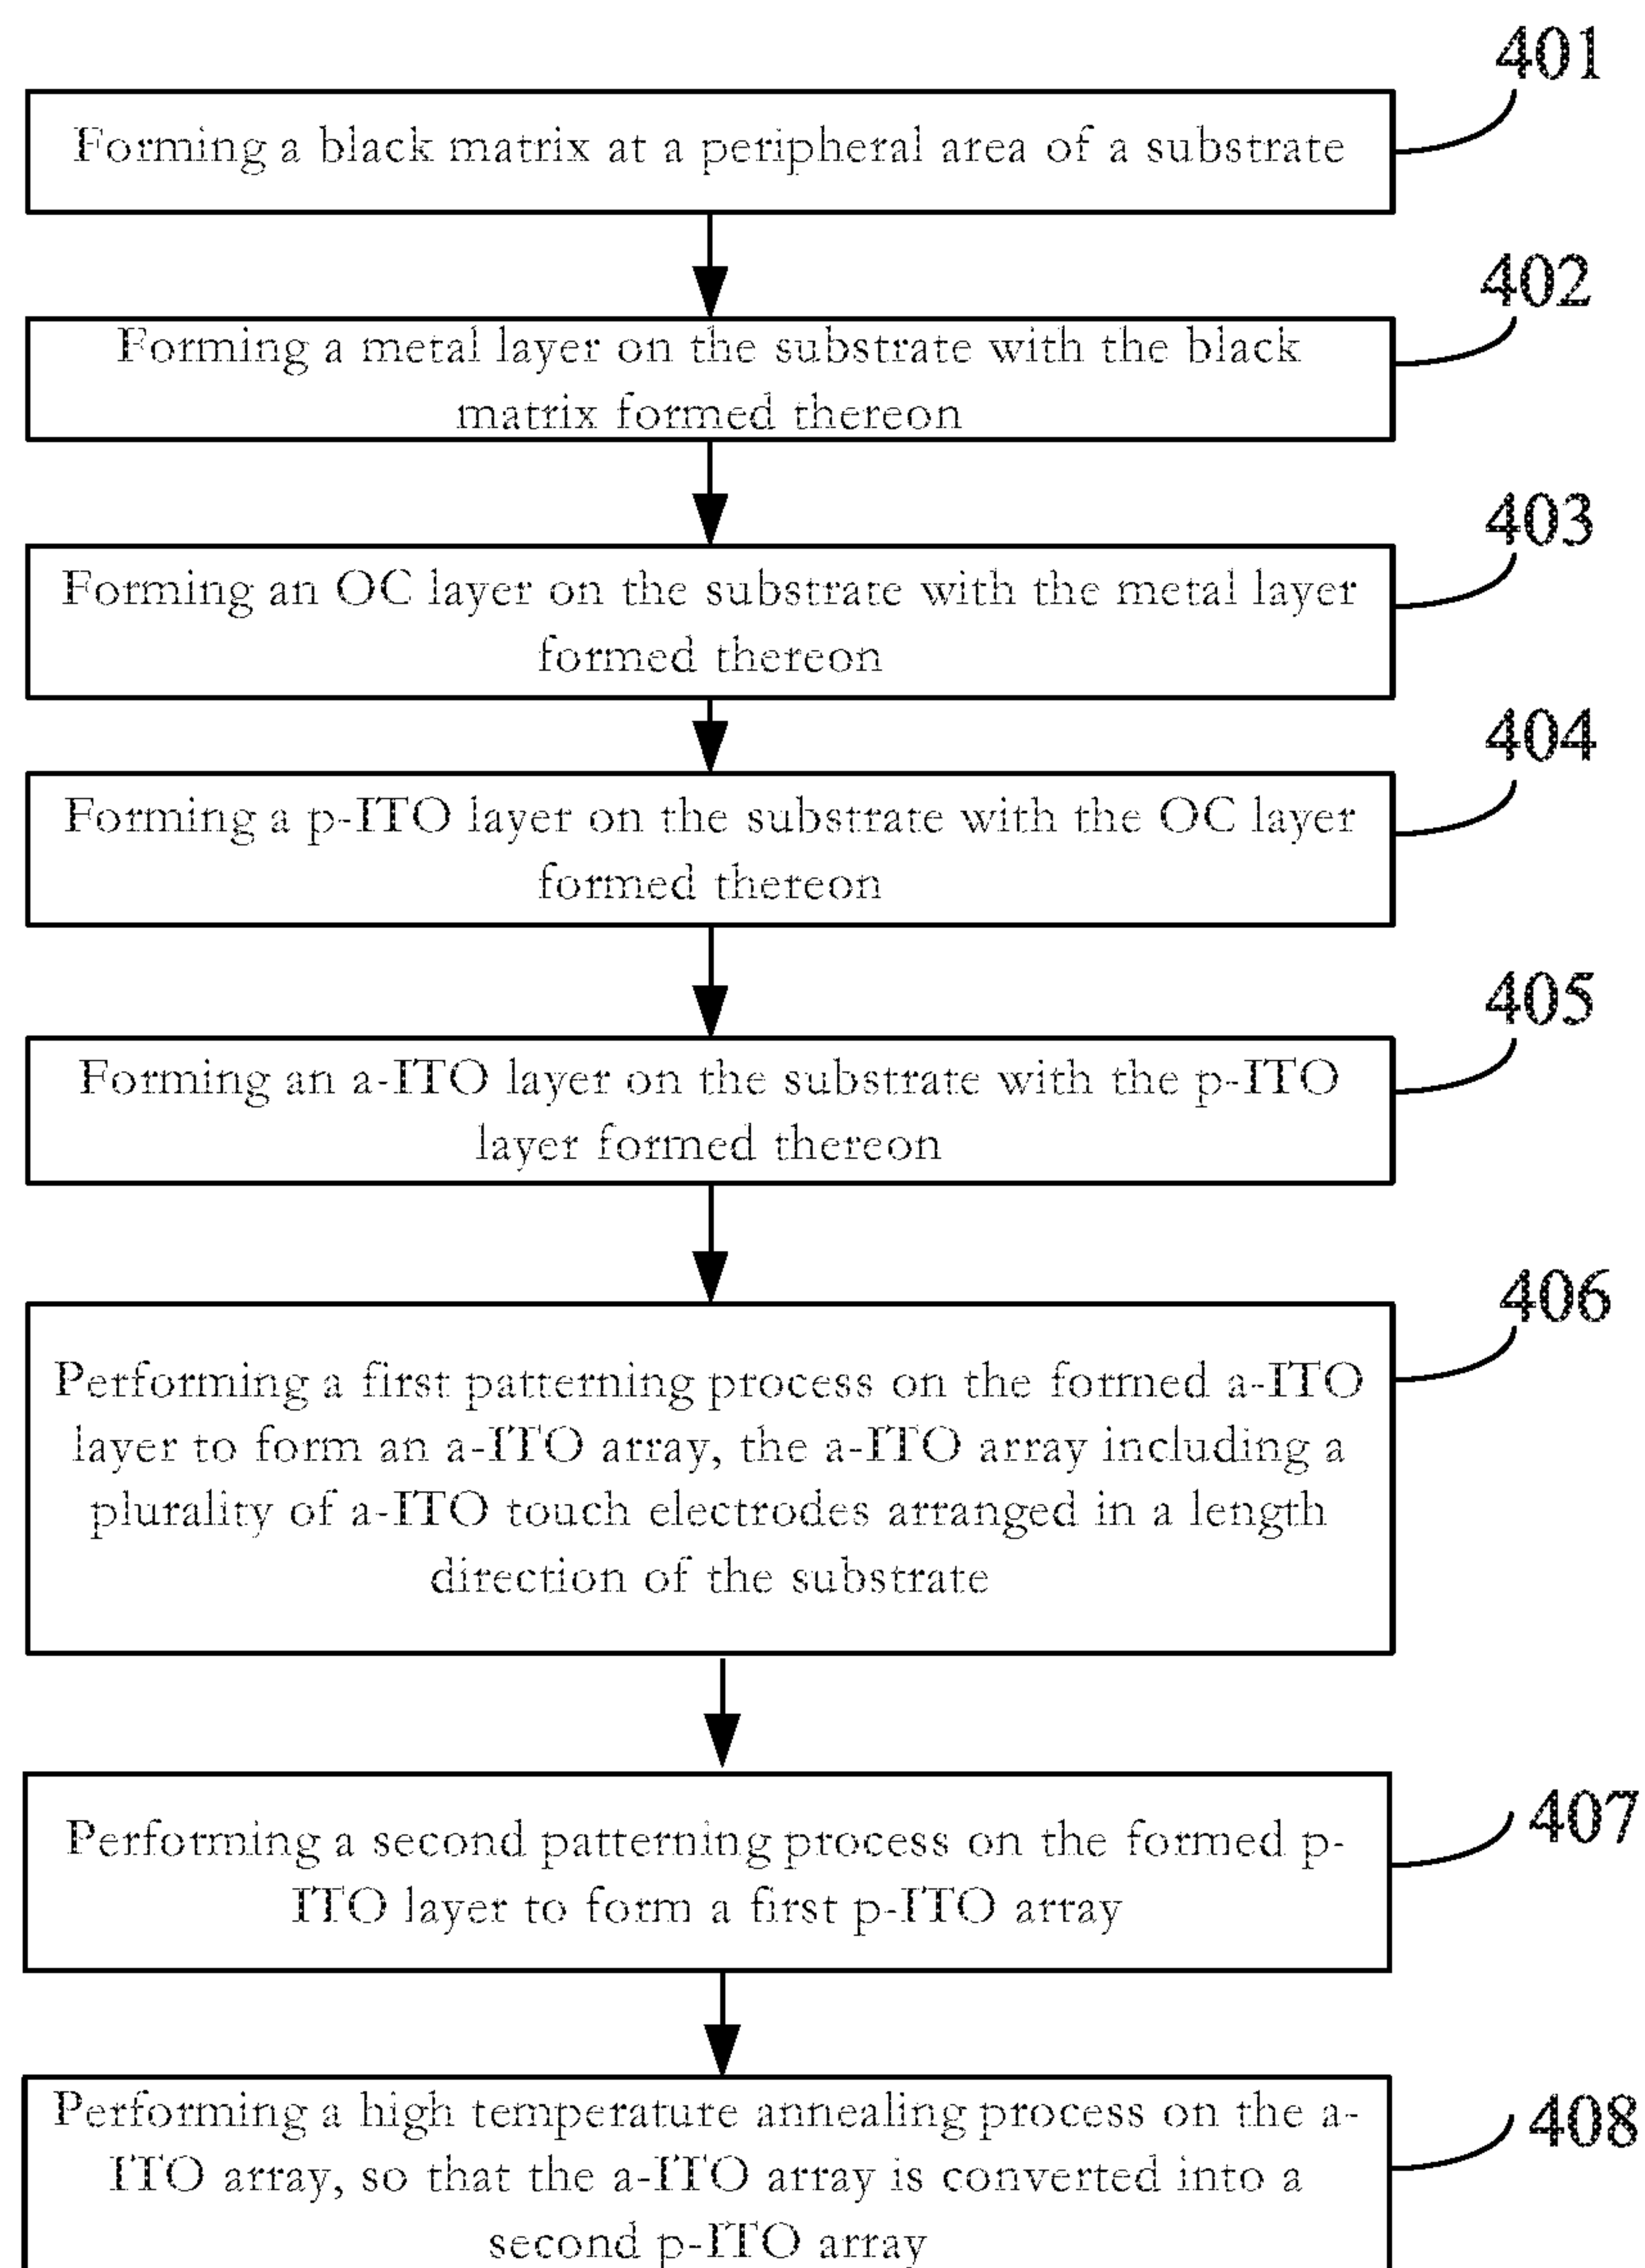 401
Forming a black matrix at a peripheral area of a substrate
402
Forming a metal layer on the substrate with the black
matrix formed thereon
403
Forming an OC layer on the substrate with the metal layer
formed thereon
404
Forming a p-ITO layer on the substrate with the OC layer
formed thereon
405
Forming an a-ITO layer on the substrate with the p-ITO
layer formed thereon
406
Performing a first patterning process on the formed a-ITO
layer to form an a-ITO array, the a-ITO array including a
plurality of a-ITO touch electrodes arranged in a length
direction of the substrate
407
Performing a second patterning process on the formed p-
ITO layer to form a first p-ITO array
408
Performing a high temperature annealing process on the a-
ITO array, so that the a-ITO array is converted into a
second p-ITO array